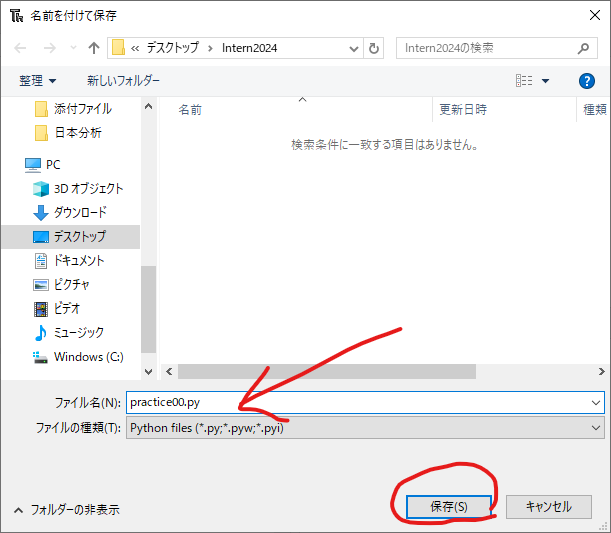 名前を付けて保存
« デスクトップ › Intern2024
Intern2024の検索
整理
新しいフォルダー
?
名前
更新日時
種類
検索条件に一致する項目はありません。
添付ファイル
日本分析
PC
3D オブジェクト
ダウンロード
デスクトップ
ドキュメント
ピクチャ
ビデオ
ミュージック
Windows (C:)
ファイル名(N): practice00.py
ファイルの種類(T): Python files (*.py;*.pyw;*.pyi)
フォルダーの非表示
保存(S)
キャンセル